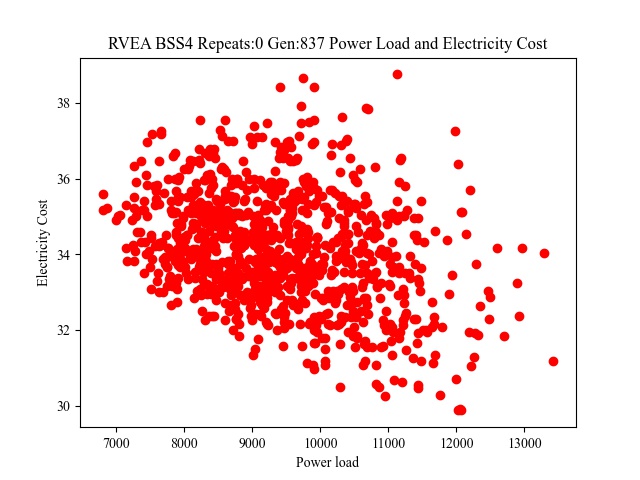 RVEA BSS4 Repeats:0 Gen:837 Power Load and Electricity Cost
38
36
34
32
30
Electricity Cost
7000 8000 9000 10000 11000 12000 13000
Power load